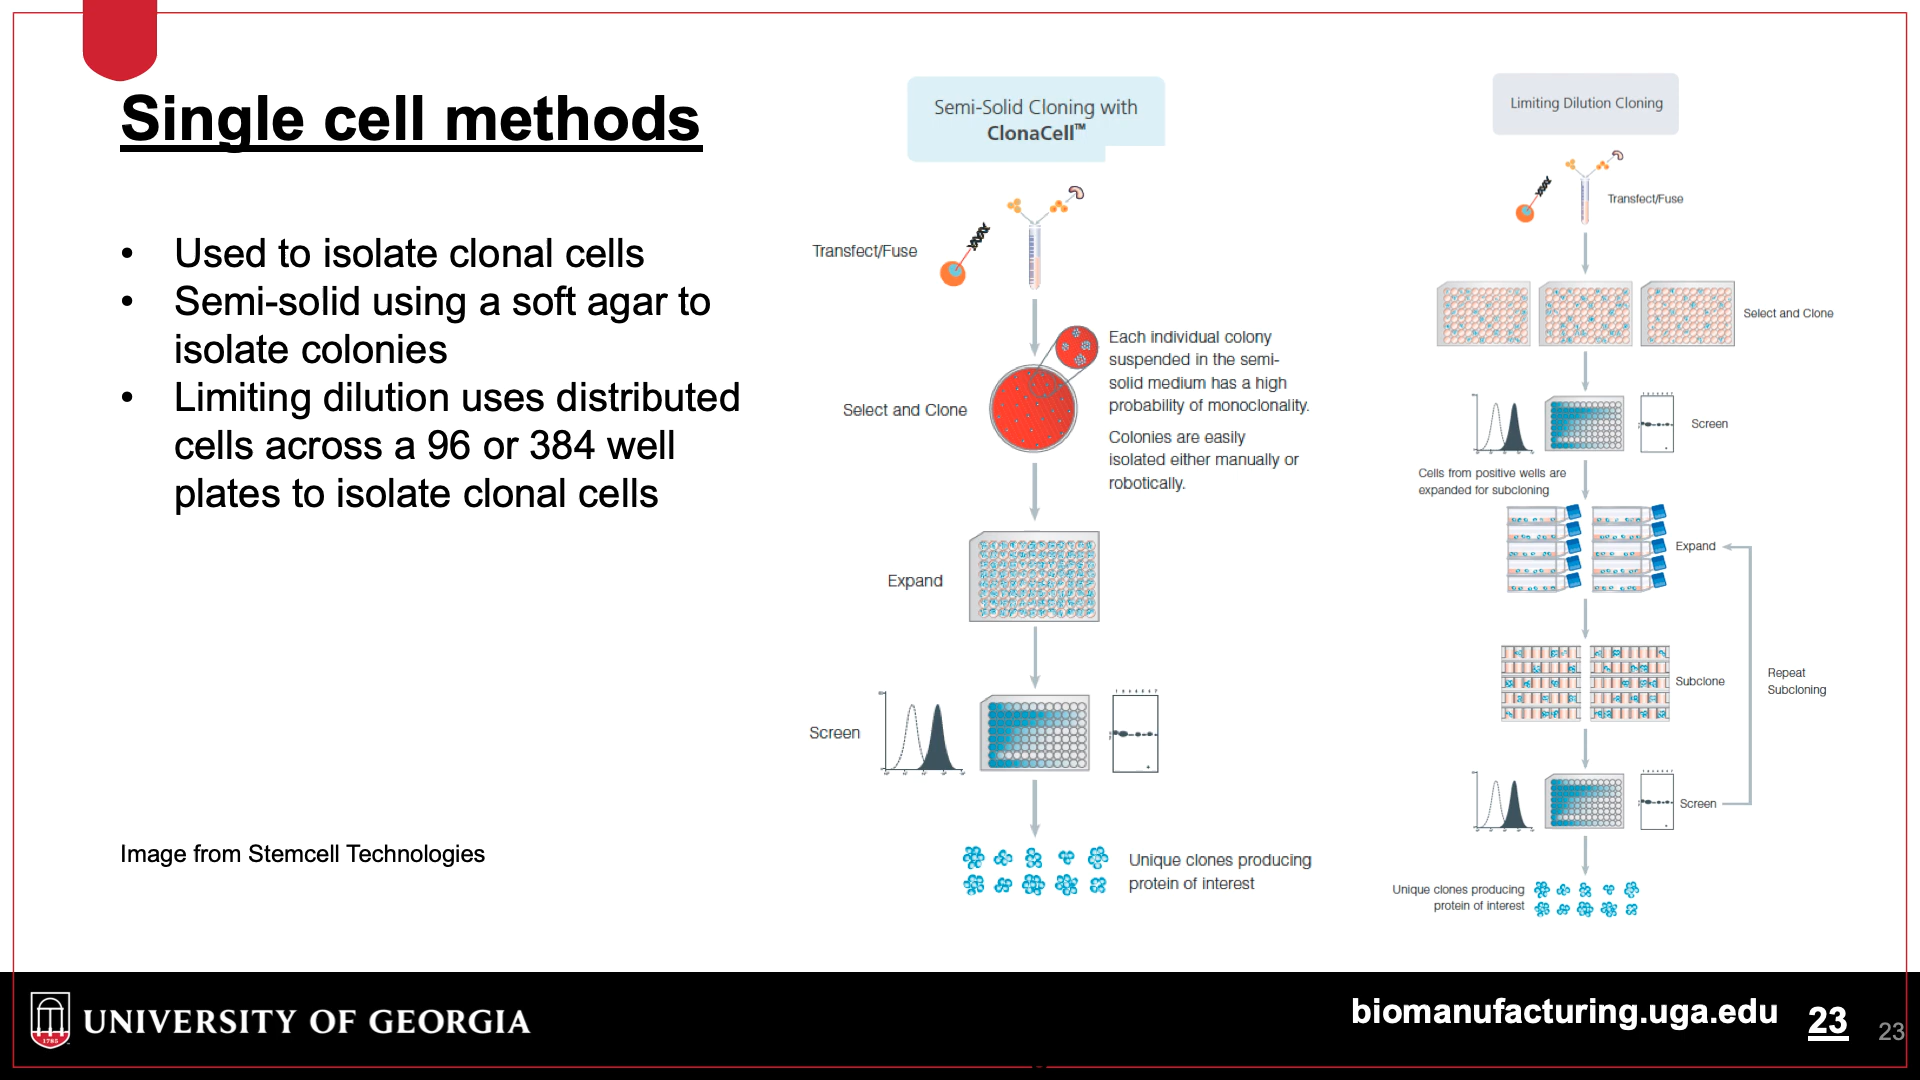 Single cell methods
• Used to isolate clonal cells
• Semi-solid using a soft agar to
isolate colonies
• Limiting dilution uses distributed
cells across a 96 or 384 well
plates to isolate clonal cells
Image from Stemcell Technologies
Semi-Solid Cloning with
ClonaCell™
Transfect/Fuse
Select and Clone
Each individual colony
suspended in the semi-
solid medium has a high
probability of monoclonality.
Colonies are easily
isolated either manually or
robotically.
Expand
Screen
Unique clones producing
protein of interest
Limiting Dilution Cloning
Transfect/Fuse
Select and Clone
Screen
Cells from positive wells are
expanded for subcloning
Expand
Subclone
Repeat
Subcloning
Screen
Unique clones producing
protein of interest
1785
UNIVERSITY OF GEORGIA
biomanufacturing.uga.edu
23
23